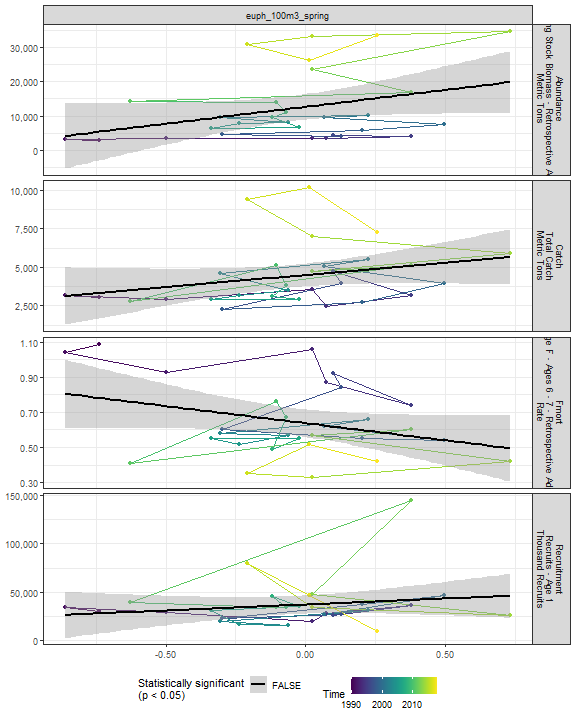 euph_100m3_spring
30,000
20,000
10,000
0
Abundance
ng Stock Biomass - Retrospective A
Metric Tons
10,000
7,500
5,000
2,500
Catch
Total Catch
Metric Tons
1.10
0.90
0.70
0.50
0.30
Fmort
ge F - Ages 6 - 7 - Retrospective Ad
Rate
150,000
100,000
50,000
0
Recruitment
Recruits - Age 1
Thousand Recruits
-0.50 0.00 0.50
Statistically significant
(p < 0.05)
FALSE
Time
1990 2000 2010